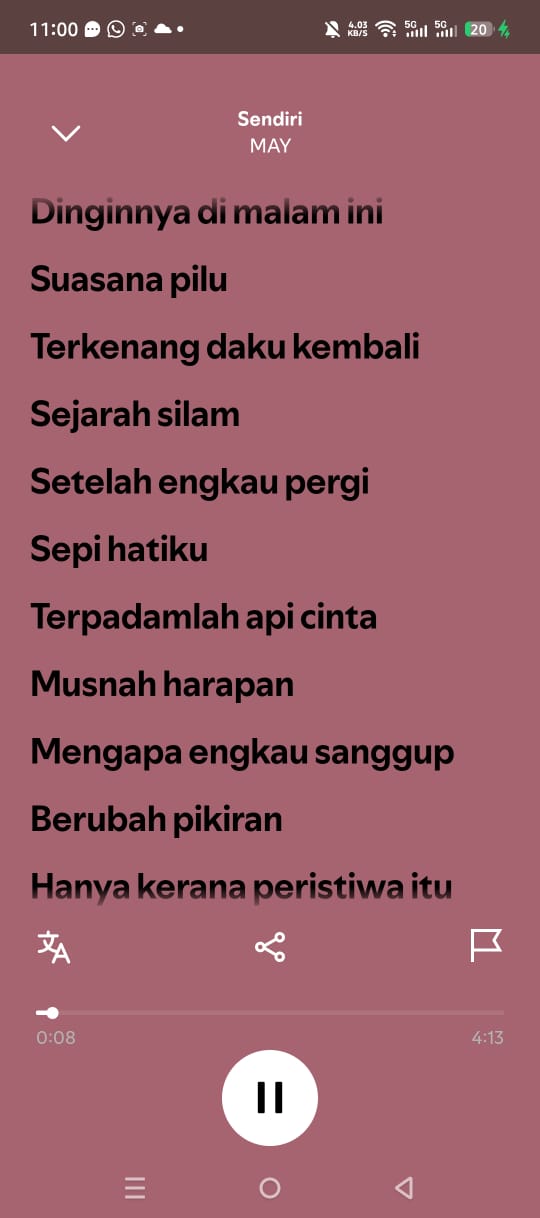 11:00
4.03 KB/S
5G
5G
20
Sendiri
MAY
Dinginnya di malam ini
Suasana pilu
Terkenang daku kembali
Sejarah silam
Setelah engkau pergi
Sepi hatiku
Terpadamlah api cinta
Musnah harapan
Mengapa engkau sanggup
Berubah pikiran
Hanya kerana peristiwa itu
文A
0:08
4:13